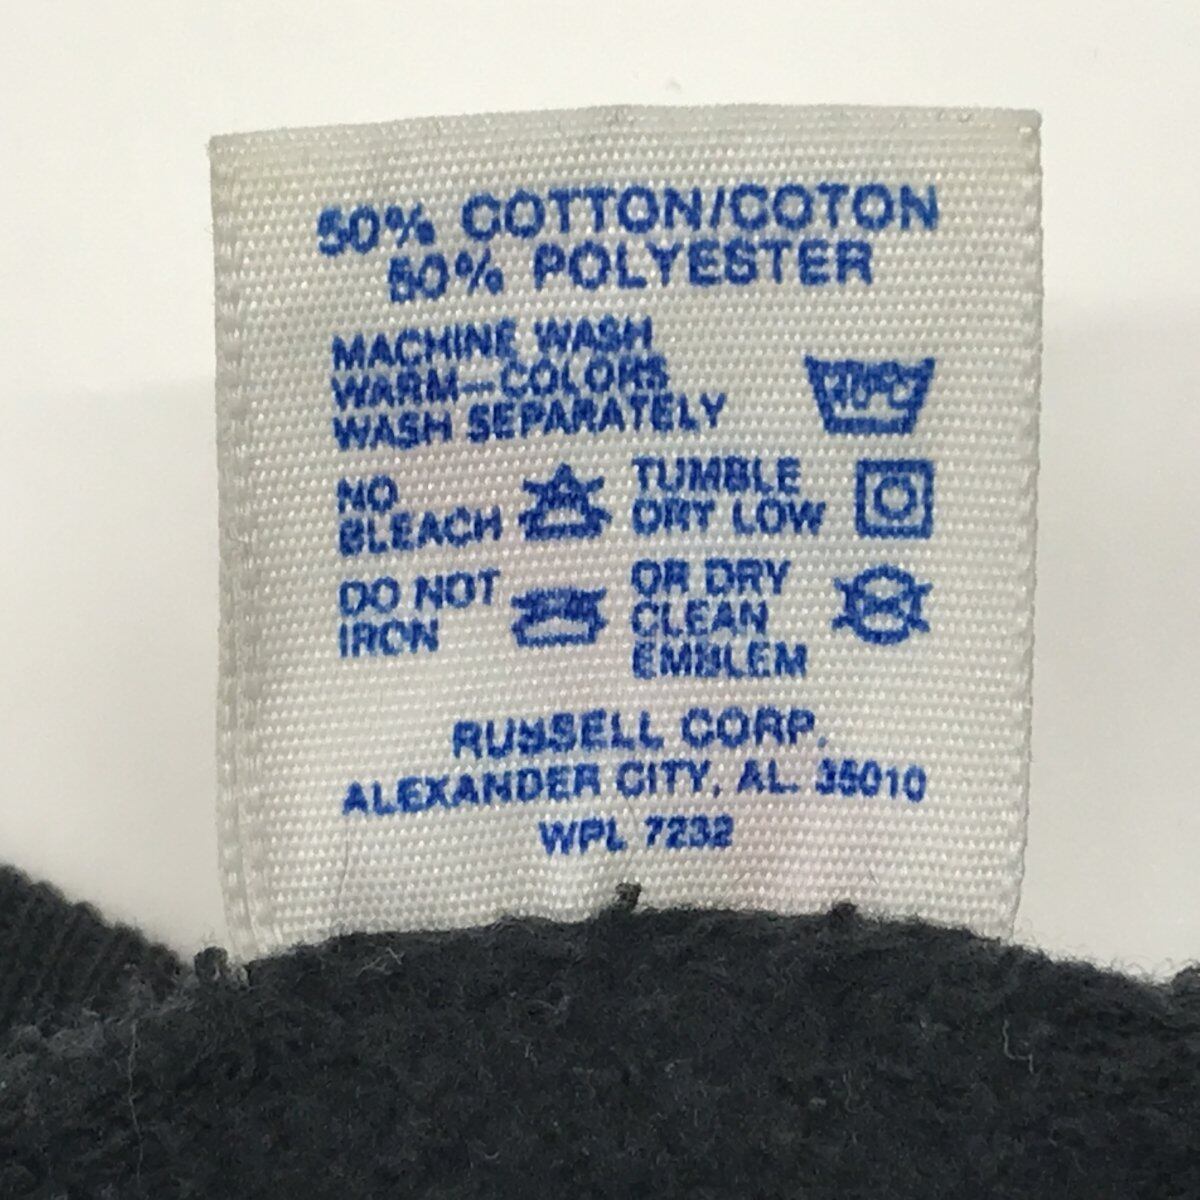 50% COTTON/COTON
50% POLYESTER
MACHINE WASH
WARM—COLORS
WASH SEPARATELY
40°C
NO
BLEACH
TUMBLE
DRY LOW
DO NOT
IRON
OR DRY
CLEAN
EMBLEM
RUSSELL CORP.
ALEXANDER CITY, AL. 35010
WPL 7232